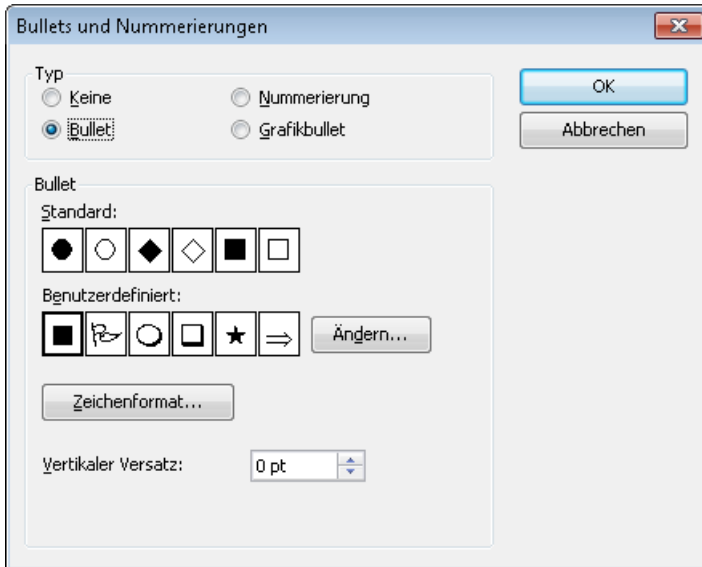 Bullets und Nummerierungen
Typ
Keine
Nummerierung
OK
Bullet
Grafikbullet
Abbrechen
Bullet
Standard:
Benutzerdefiniert:
Ändern...
Zeichenformat...
Vertikaler Versatz:
0 pt